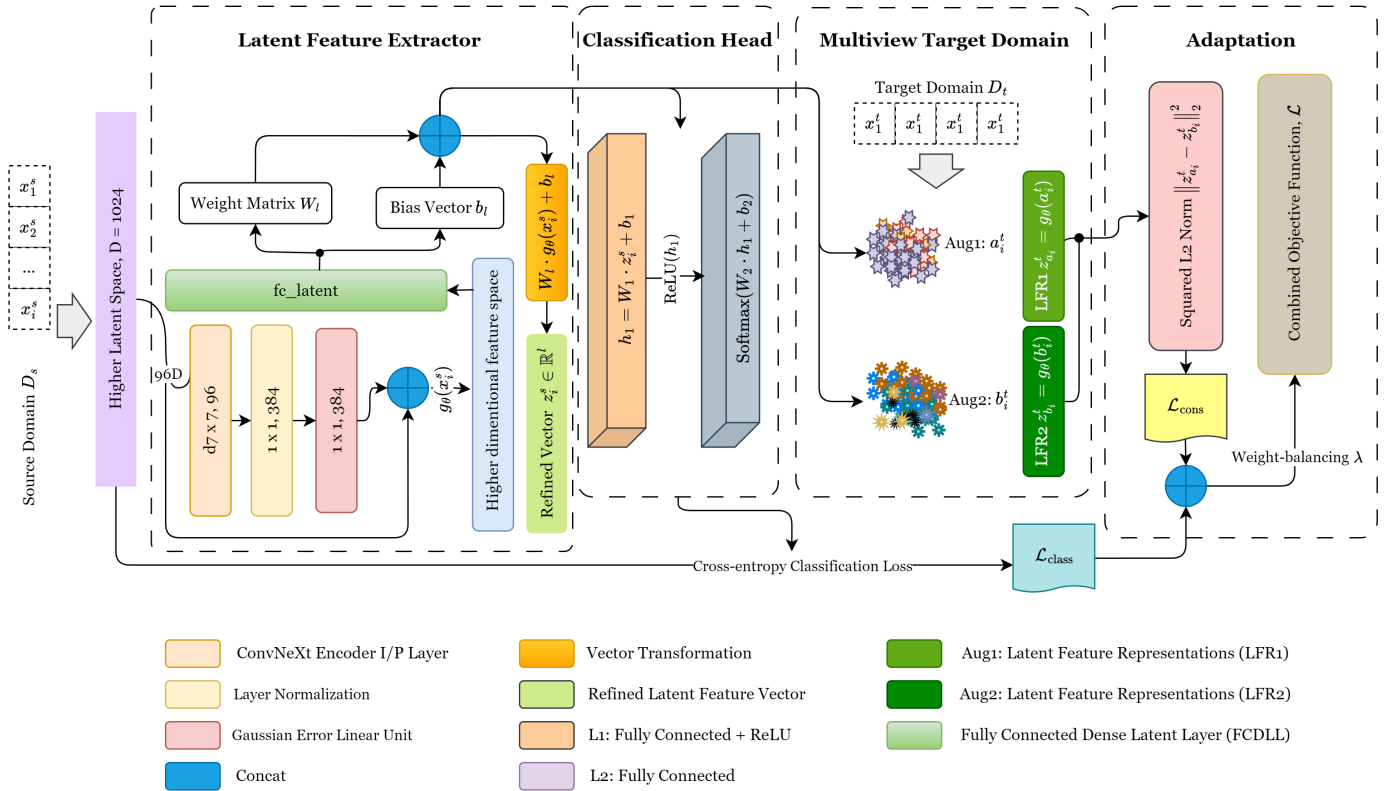 Latent Feature Extractor
Classification Head
Multiview Target Domain
Adaptation
Source Domain $D_s$
$x_1^s$
$x_2^s$
...
$x_i^s$
Higher Latent Space, D = 1024
Weight Matrix $W_l$
Bias Vector $b_l$
fc_latent
96D
d7 x 7, 96
1 x 1, 384
1 x 1, 384
$g_\theta(x_i^s)$
Higher dimentional feature space
$W_l \cdot g_\theta(x_i^s) + b_l$
Refined Vector $z_i^s \in \mathbb{R}^l$
$h_1 = W_1 \cdot z_i^s + b_1$
ReLU($h_1$)
Softmax($W_2 \cdot h_1 + b_2$)
Target Domain $D_t$
$x_1^t$ $x_1^t$ $x_1^t$ $x_1^t$
Aug1: $a_i^t$
Aug2: $b_i^t$
LFR1 $z_{a_i}^t = g_\theta(a_i^t)$
LFR2 $z_{b_i}^t = g_\theta(b_i^t)$
Squared L2 Norm $\left\| z_{a_i}^t - z_{b_i}^t \right\|_2^2$
Combined Objective Function, $\mathcal{L}$
$\mathcal{L}_{\text{cons}}$
Weight-balancing $\lambda$
Cross-entropy Classification Loss
$\mathcal{L}_{\text{class}}$
ConvNeXt Encoder I/P Layer
Layer Normalization
Gaussian Error Linear Unit
Concat
Vector Transformation
Refined Latent Feature Vector
L1: Fully Connected + ReLU
L2: Fully Connected
Aug1: Latent Feature Representations (LFR1)
Aug2: Latent Feature Representations (LFR2)
Fully Connected Dense Latent Layer (FCDLL)